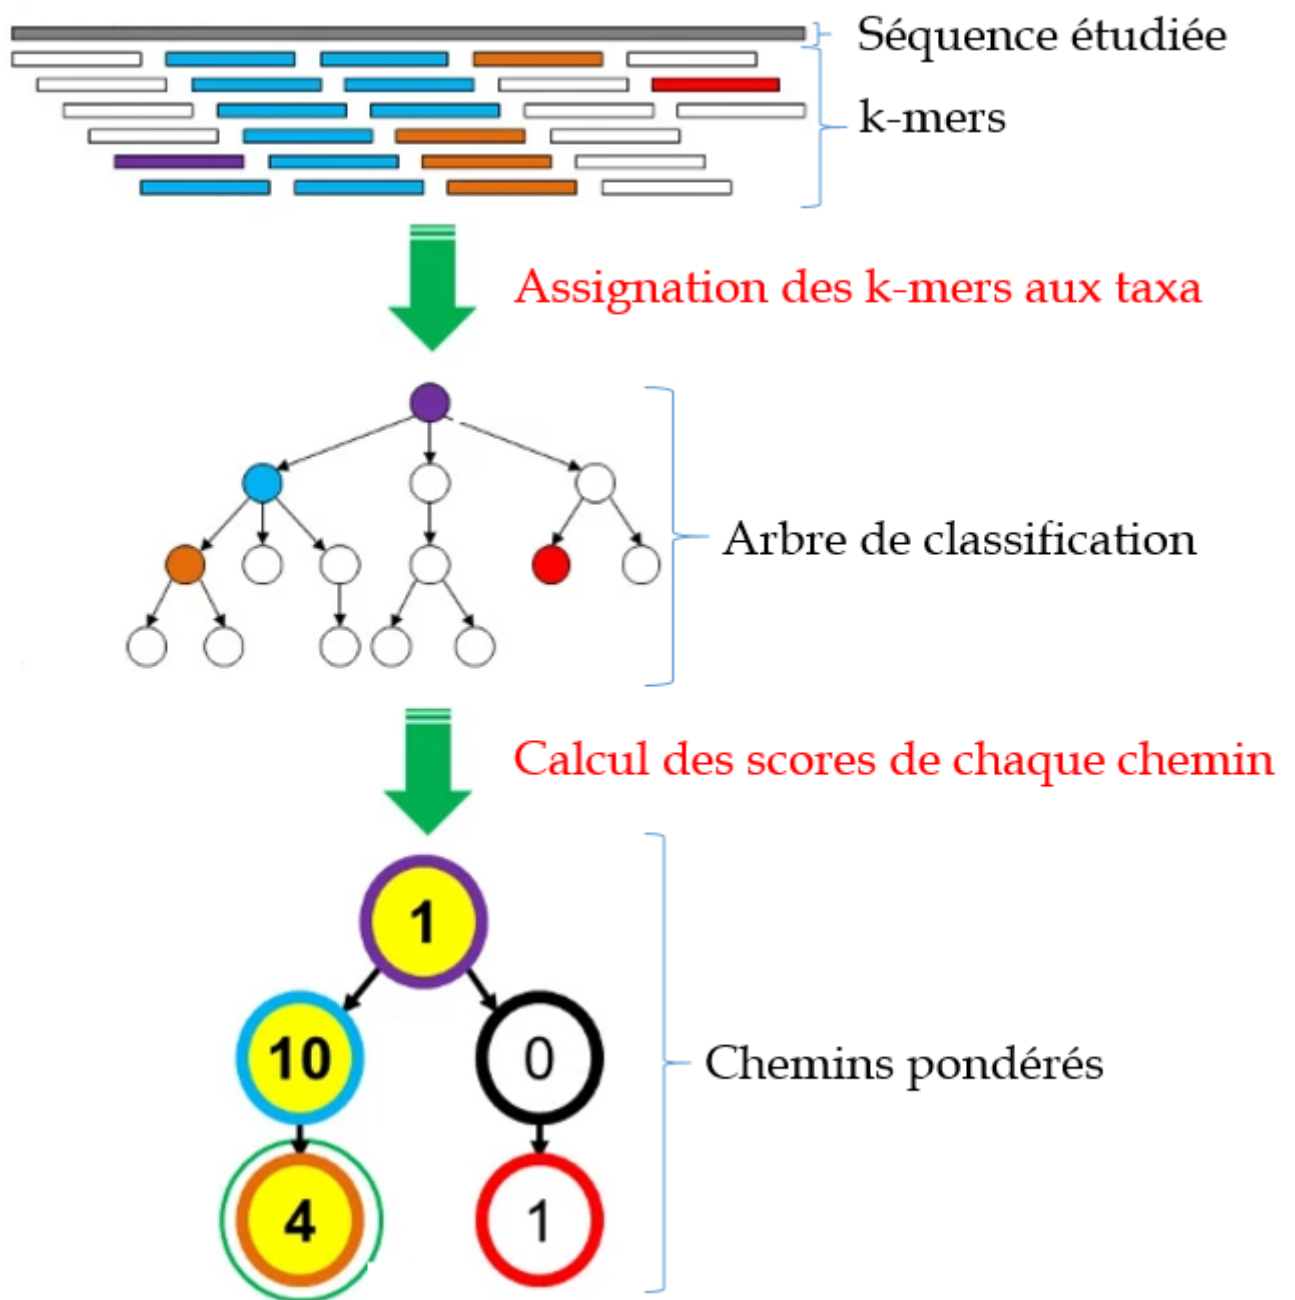 Séquence étudiée
k-mers
Assignation des k-mers aux taxa
Arbre de classification
Calcul des scores de chaque chemin
1
10
0
Chemins pondérés
4
1